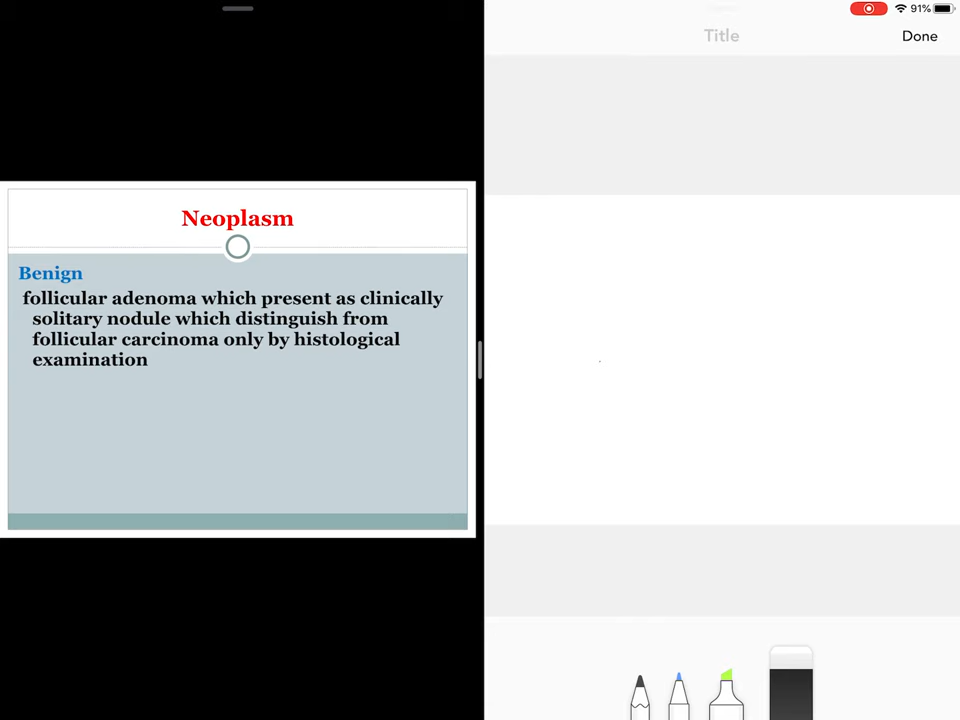 91%
Title
Done
Neoplasm
Benign
follicular adenoma which present as clinically
solitary nodule which distinguish from
follicular carcinoma only by histological
examination